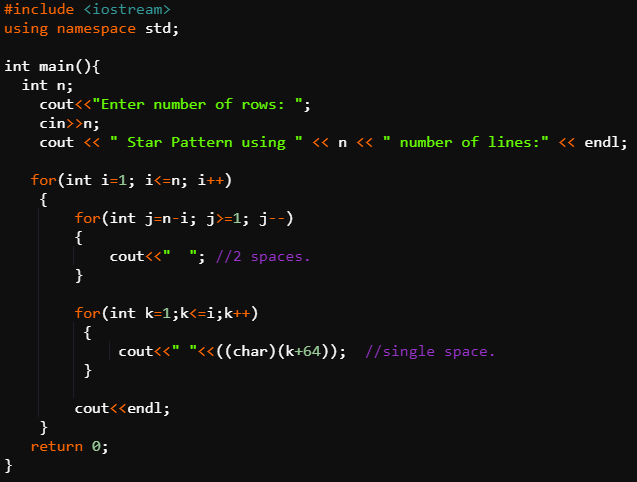 #include <iostream>
using namespace std;
int main(){
int n;
cout<<"Enter number of rows: ";
cin>>n;
cout << " Star Pattern using " << n << " number of lines:" << endl;
for(int i=1; i<=n; i++)
{
for(int j=n-i; j>=1; j--)
{
cout<<"  "; //2 spaces.
}
for(int k=1;k<=i;k++)
{
cout<<" "<<((char)(k+64));  //single space.
}
cout<<endl;
}
return 0;
}